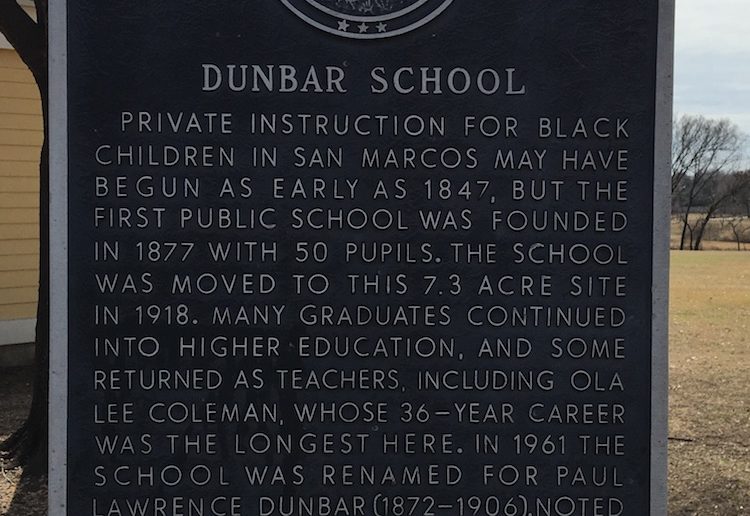 DUNBAR SCHOOL
PRIVATE INSTRUCTION FOR BLACK
CHILDREN IN SAN MARCOS MAY HAVE
BEGUN AS EARLY AS 1847, BUT THE
FIRST PUBLIC SCHOOL WAS FOUNDED
IN 1877 WITH 50 PUPILS. THE SCHOOL
WAS MOVED TO THIS 7.3 ACRE SITE
IN 1918. MANY GRADUATES CONTINUED
INTO HIGHER EDUCATION, AND SOME
RETURNED AS TEACHERS, INCLUDING OLA
LEE COLEMAN, WHOSE 36-YEAR CAREER
WAS THE LONGEST HERE. IN 1961 THE
SCHOOL WAS RENAMED FOR PAUL
LAWRENCE DUNBAR (1872-1906), NOTED